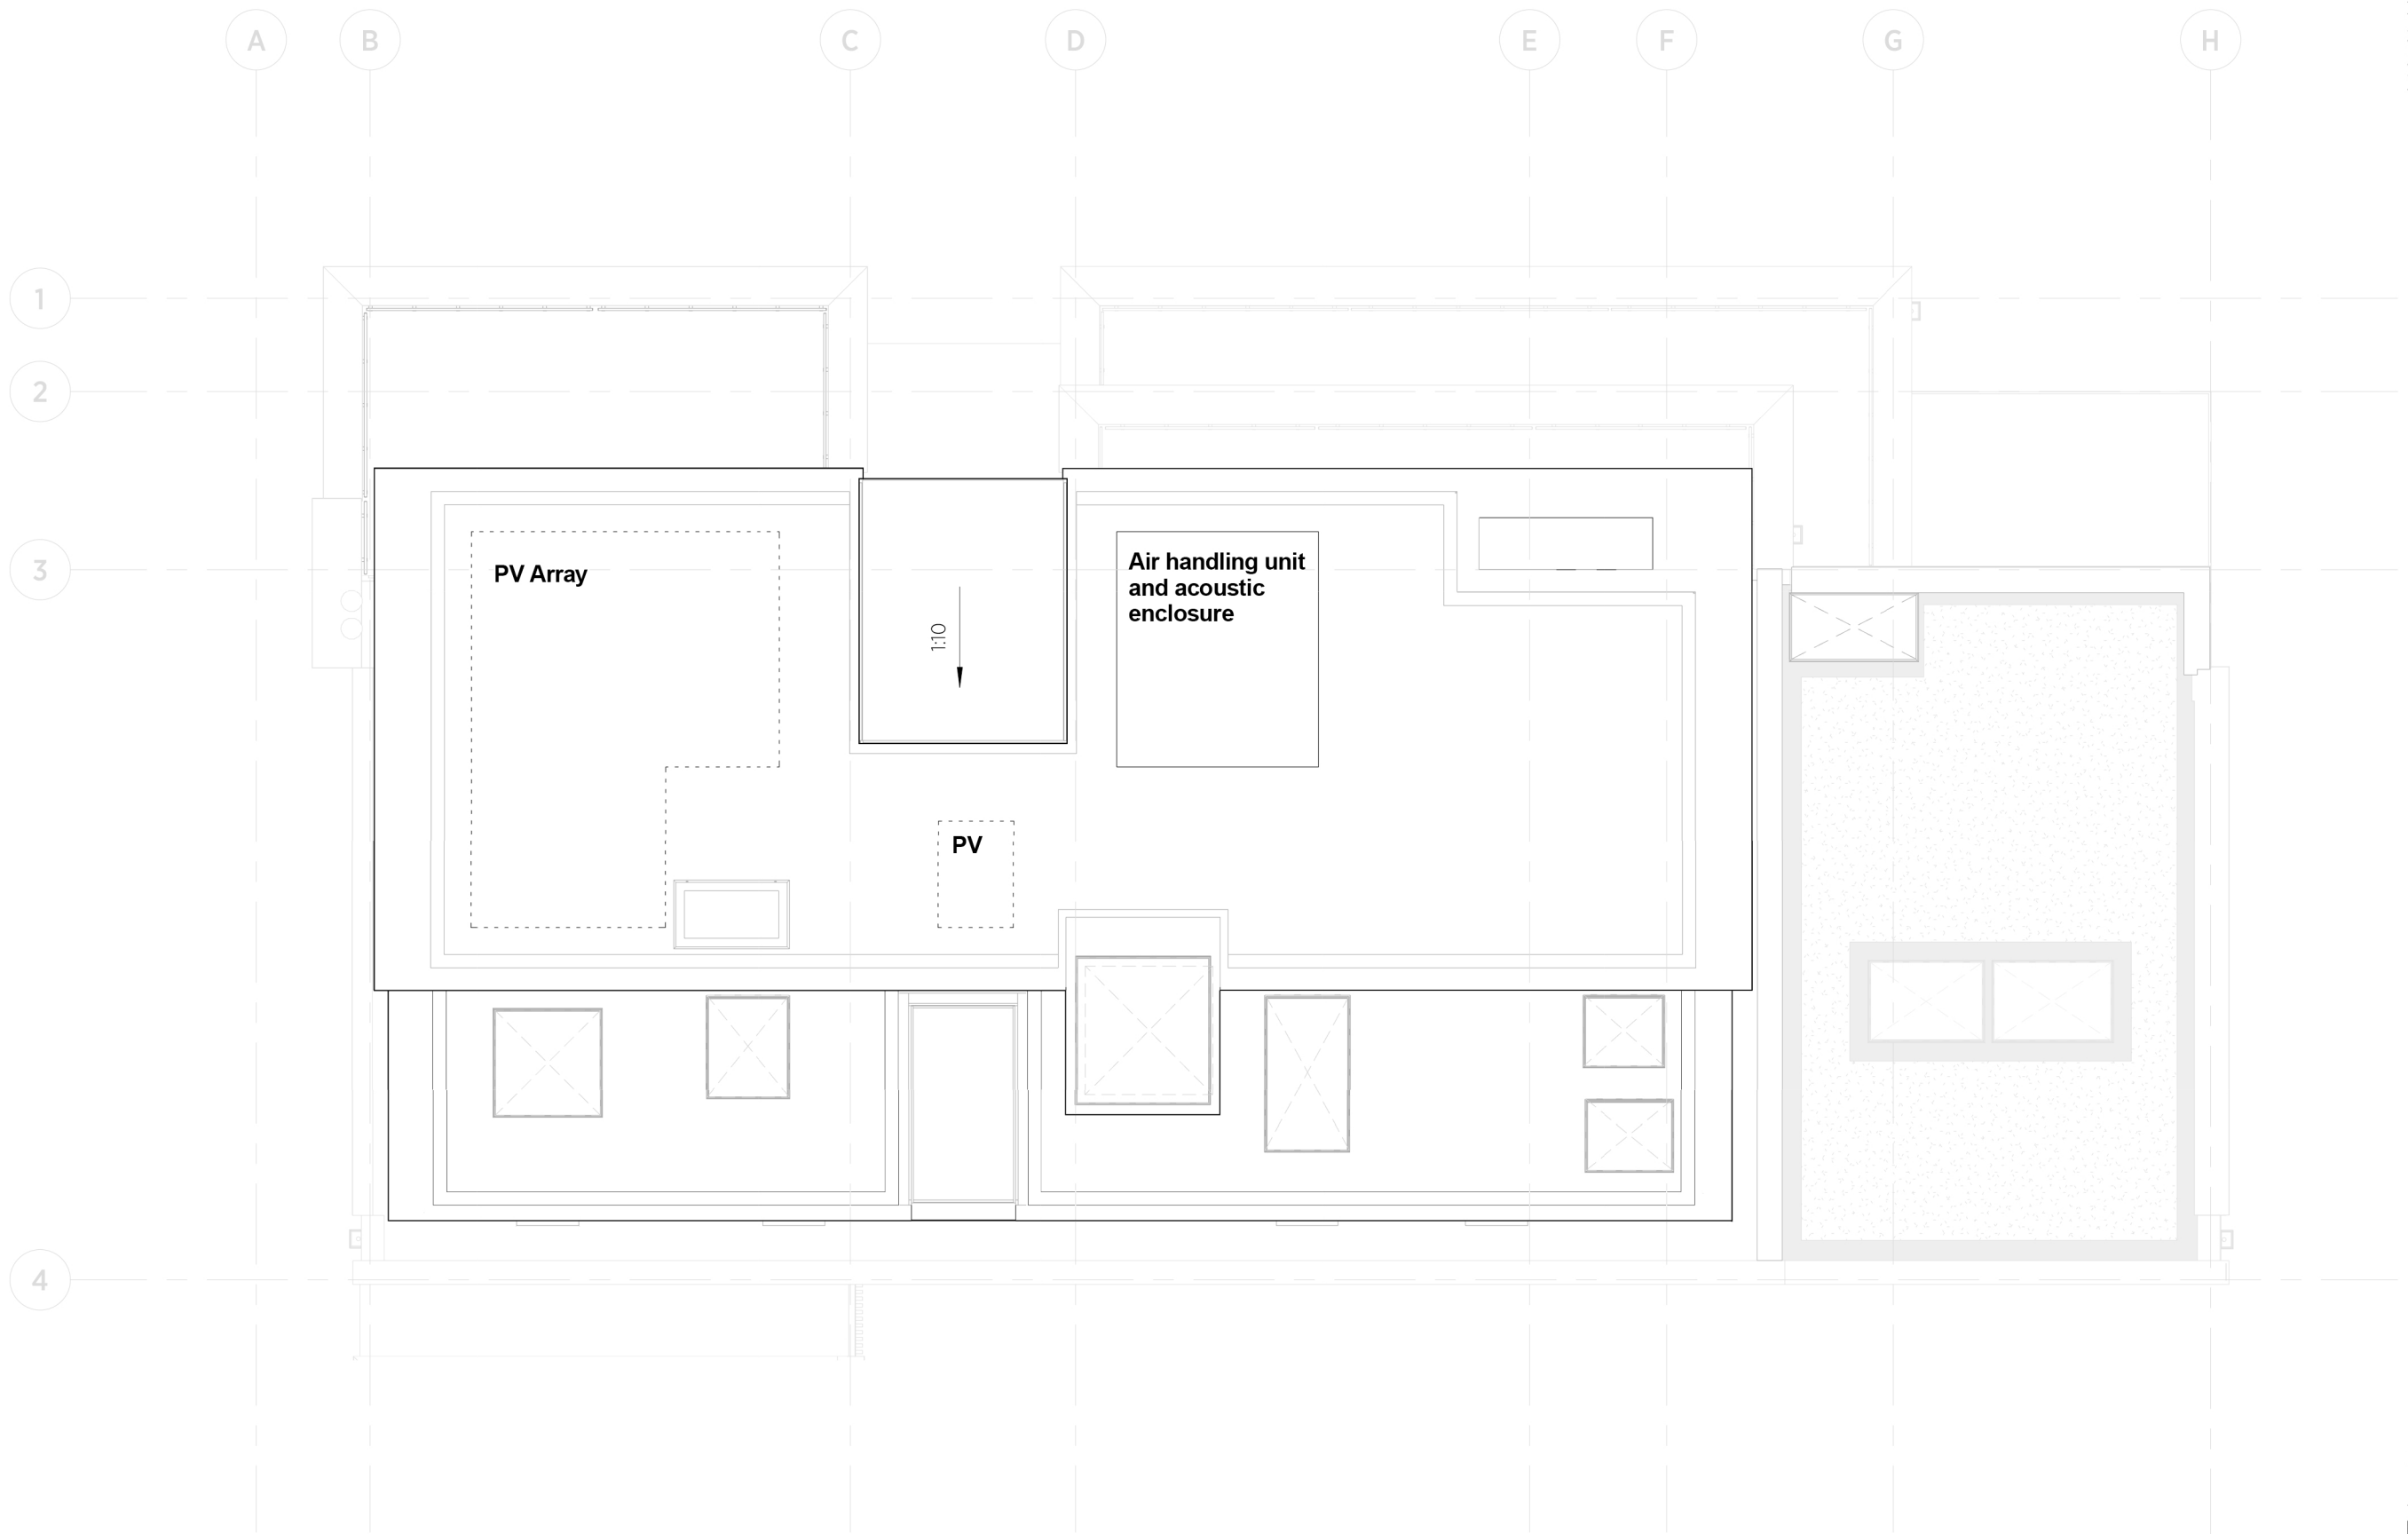 A B C D E F G H
1
2
3
4
PV Array
Air handling unit
and acoustic
enclosure
1:10
PV